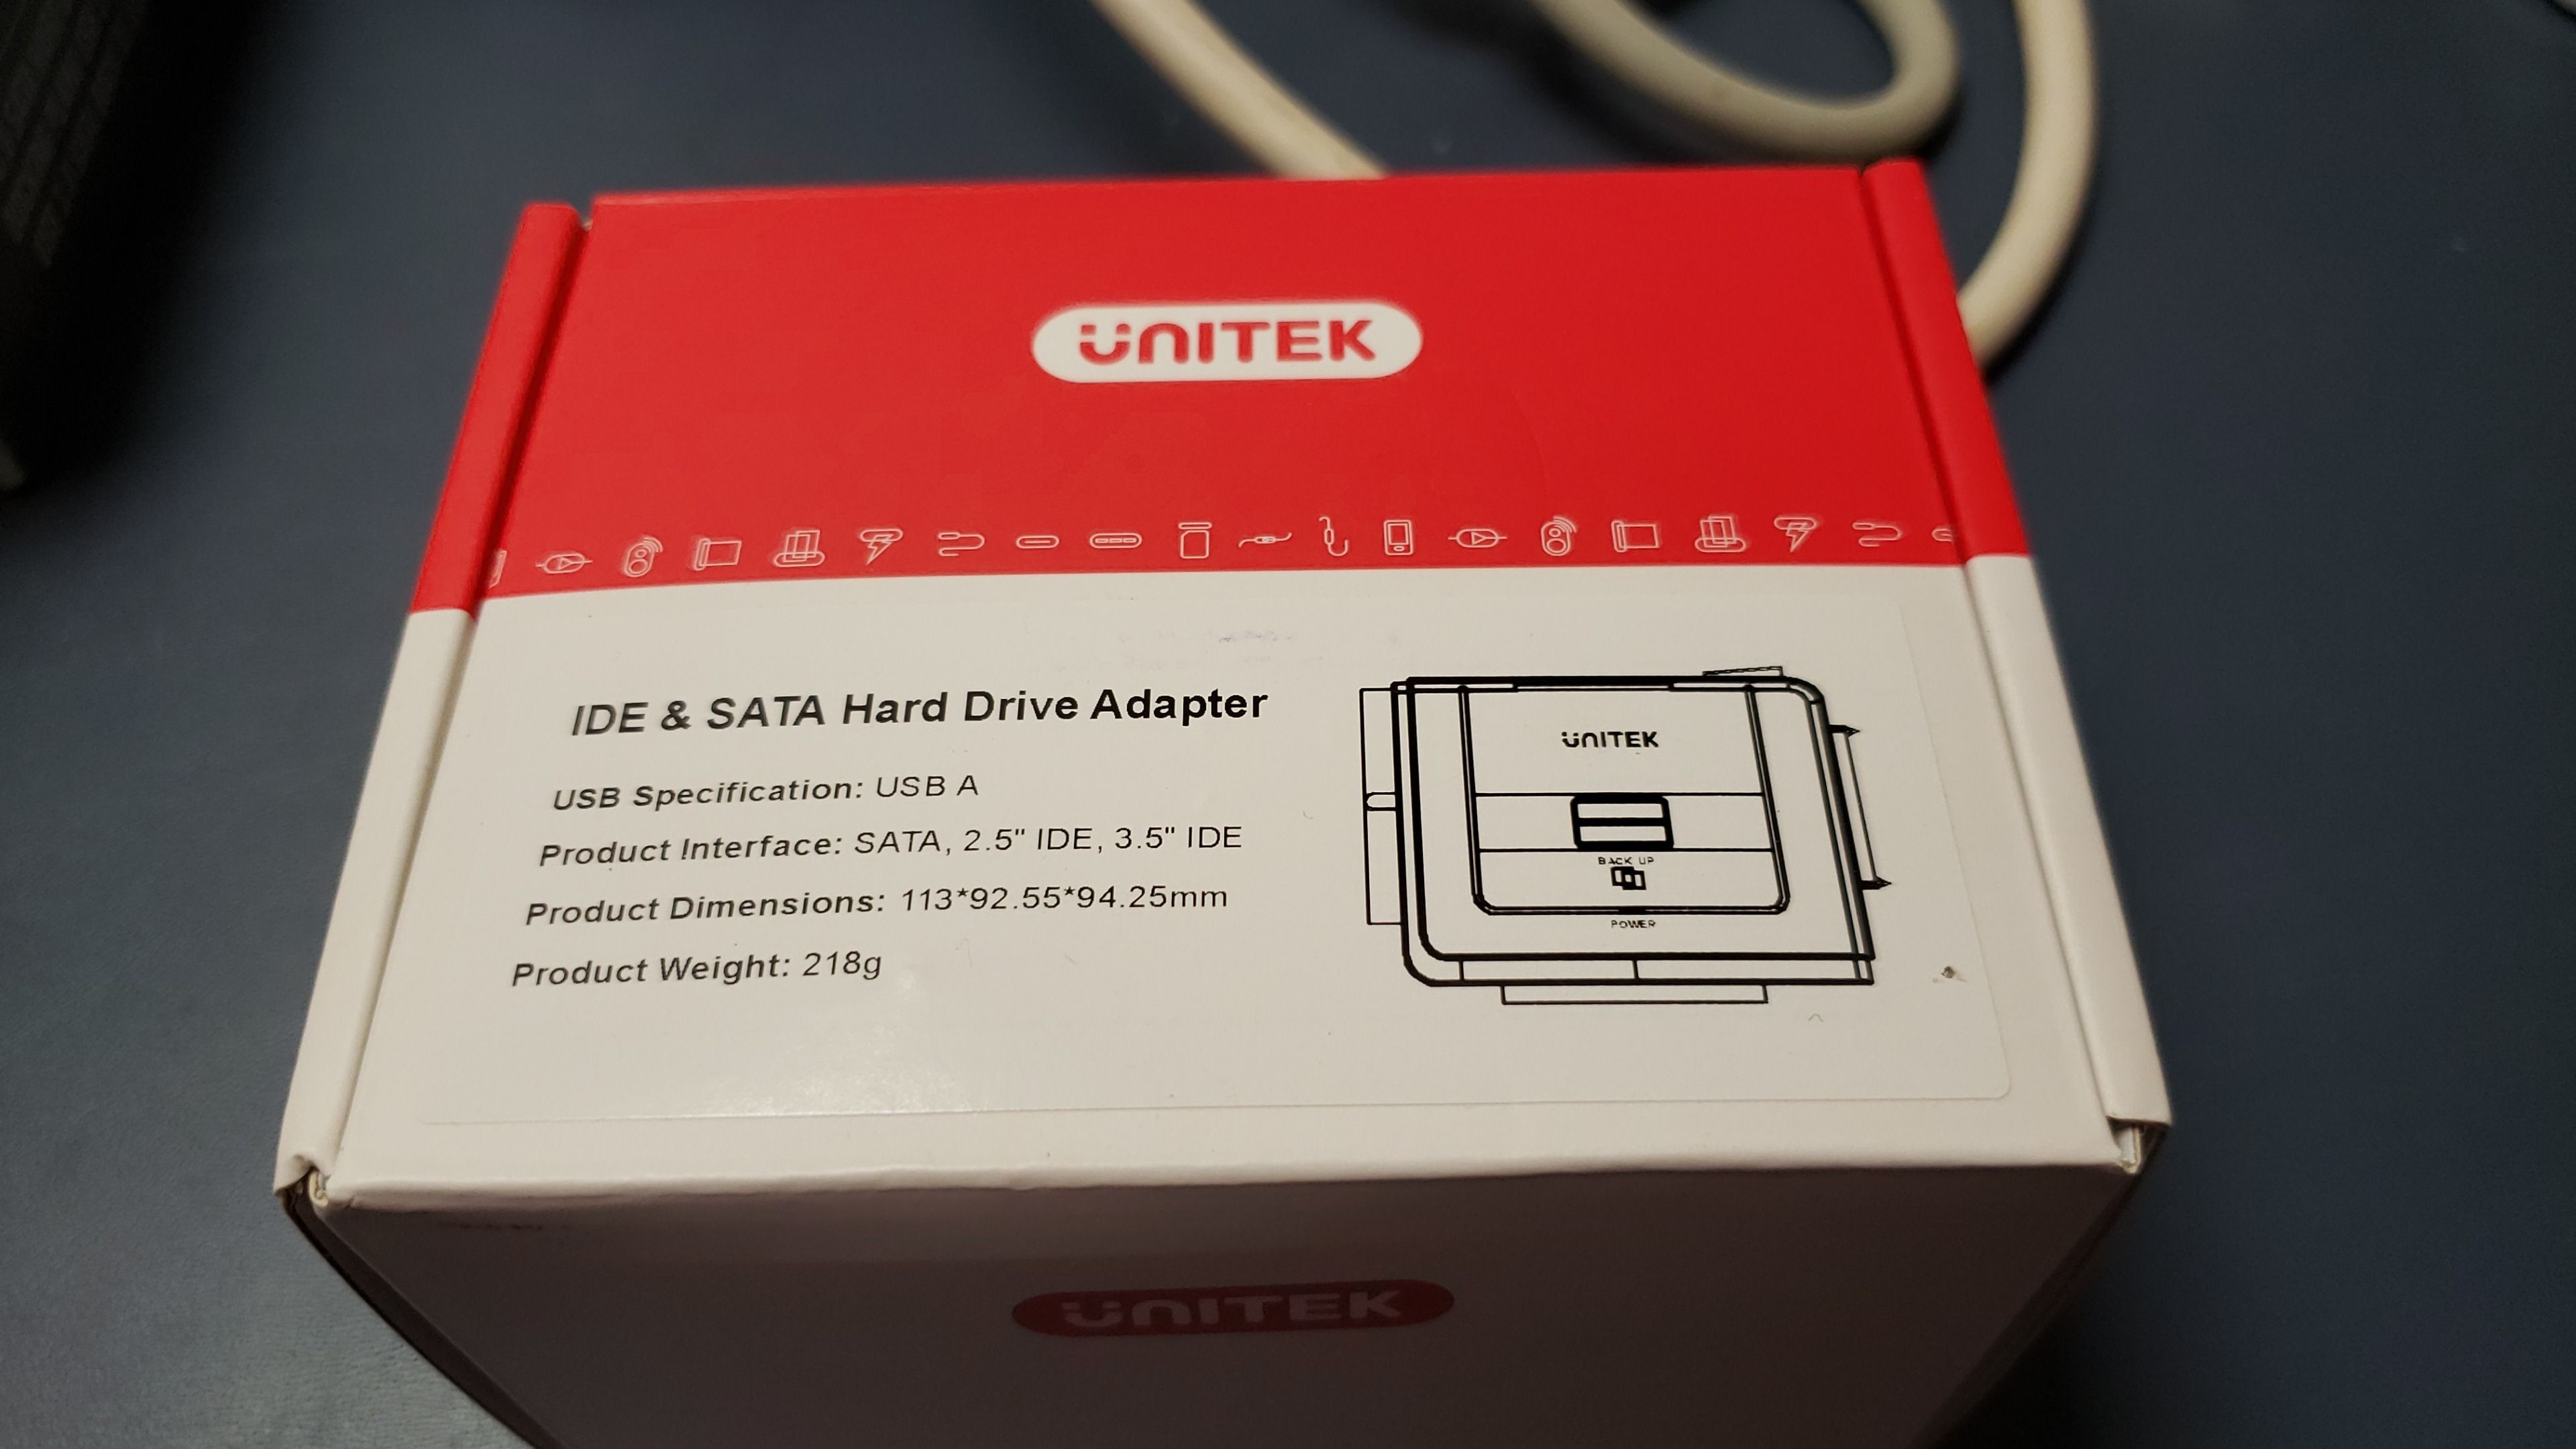 UNITEK
IDE & SATA Hard Drive Adapter
USB Specification: USB A
Product Interface: SATA, 2.5" IDE, 3.5" IDE
Product Dimensions: 113*92.55*94.25mm
Product Weight: 218g
UNITEK
BACK UP
POWER
UNITEK